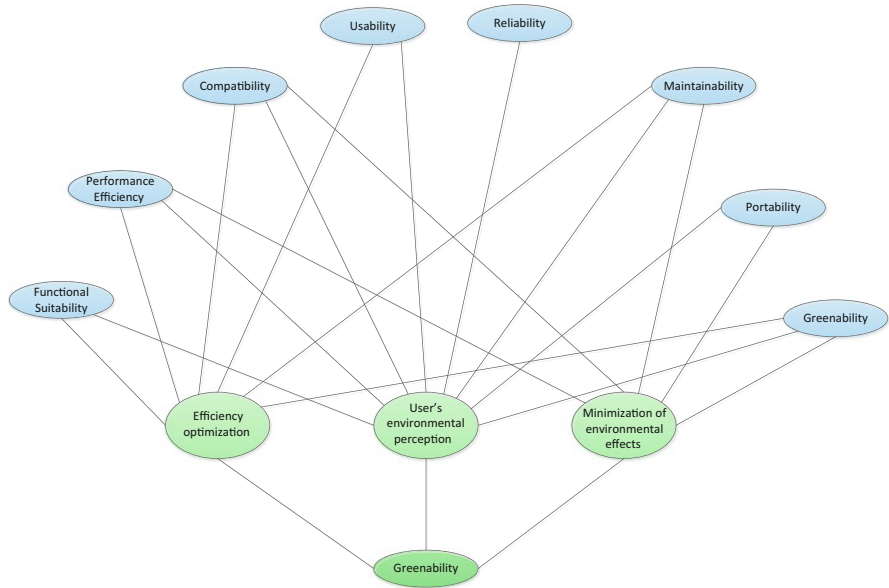 Usability
Reliability
Compatibility
Maintainability
Performance
Efficiency
Portability
Functional
Suitability
Greenability
Efficiency
optimization
User's
environmental
perception
Minimization of
environmental
effects
Greenability